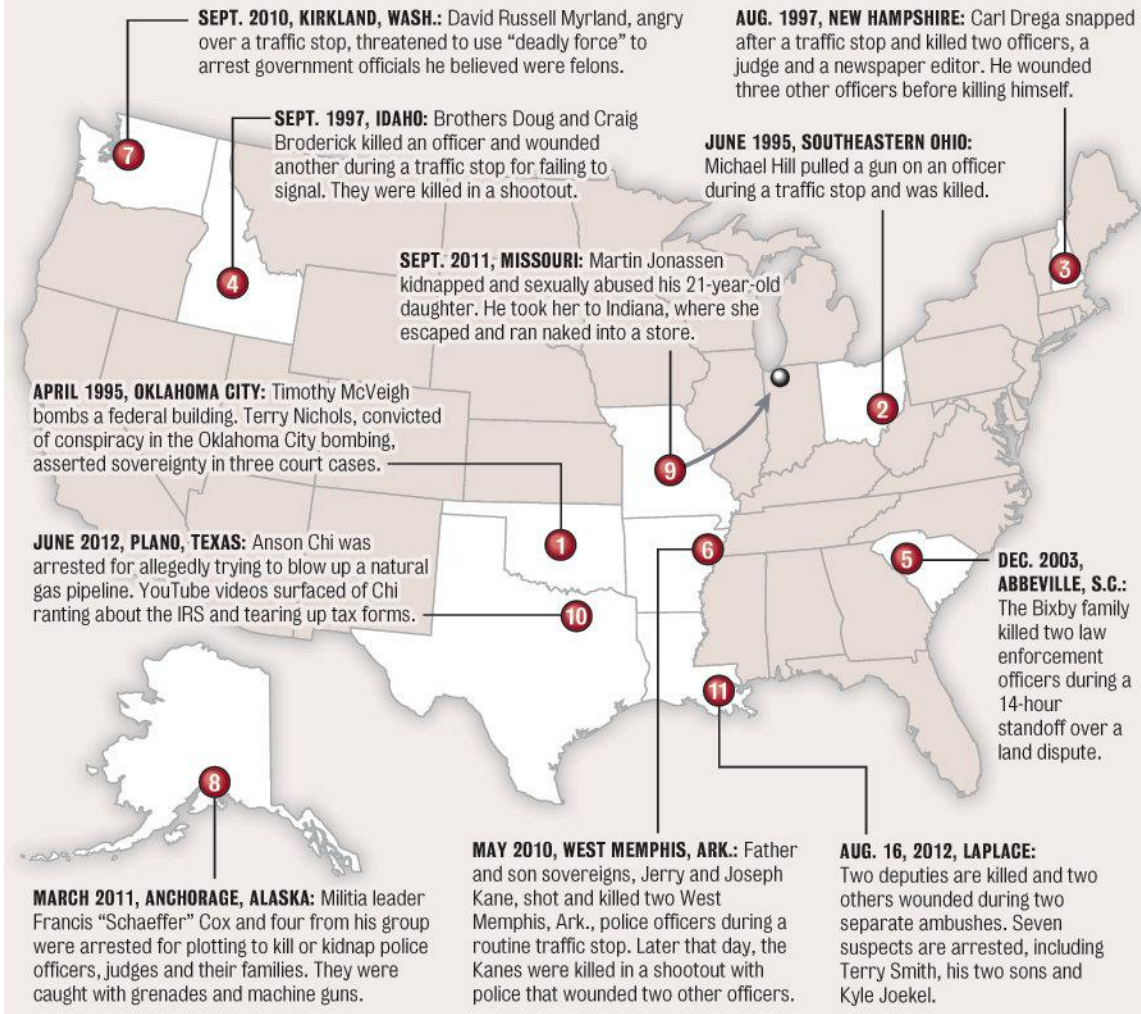 SEPT. 2010, KIRKLAND, WASH.: David Russell Myrland, angry
over a traffic stop, threatened to use “deadly force” to
arrest government officials he believed were felons.
AUG. 1997, NEW HAMPSHIRE: Carl Drega snapped
after a traffic stop and killed two officers, a
judge and a newspaper editor. He wounded
three other officers before killing himself.
SEPT. 1997, IDAHO: Brothers Doug and Craig
Broderick killed an officer and wounded
another during a traffic stop for failing to
signal. They were killed in a shootout.
JUNE 1995, SOUTHEASTERN OHIO:
Michael Hill pulled a gun on an officer
during a traffic stop and was killed.
7
4
3
SEPT. 2011, MISSOURI: Martin Jonassen
kidnapped and sexually abused his 21-year-old
daughter. He took her to Indiana, where she
escaped and ran naked into a store.
APRIL 1995, OKLAHOMA CITY: Timothy McVeigh
bombs a federal building. Terry Nichols, convicted
of conspiracy in the Oklahoma City bombing,
asserted sovereignty in three court cases.
2
9
JUNE 2012, PLANO, TEXAS: Anson Chi was
arrested for allegedly trying to blow up a natural
gas pipeline. YouTube videos surfaced of Chi
ranting about the IRS and tearing up tax forms.
1
6
5
10
11
DEC. 2003,
ABBEVILLE, S.C.:
The Bixby family
killed two law
enforcement
officers during a
14-hour
standoff over a
land dispute.
8
MARCH 2011, ANCHORAGE, ALASKA: Militia leader
Francis “Schaeffer” Cox and four from his group
were arrested for plotting to kill or kidnap police
officers, judges and their families. They were
caught with grenades and machine guns.
MAY 2010, WEST MEMPHIS, ARK.: Father
and son sovereigns, Jerry and Joseph
Kane, shot and killed two West
Memphis, Ark., police officers during a
routine traffic stop. Later that day, the
Kanes were killed in a shootout with
police that wounded two other officers.
AUG. 16, 2012, LAPLACE:
Two deputies are killed and two
others wounded during two
separate ambushes. Seven
suspects are arrested, including
Terry Smith, his two sons and
Kyle Joekel.